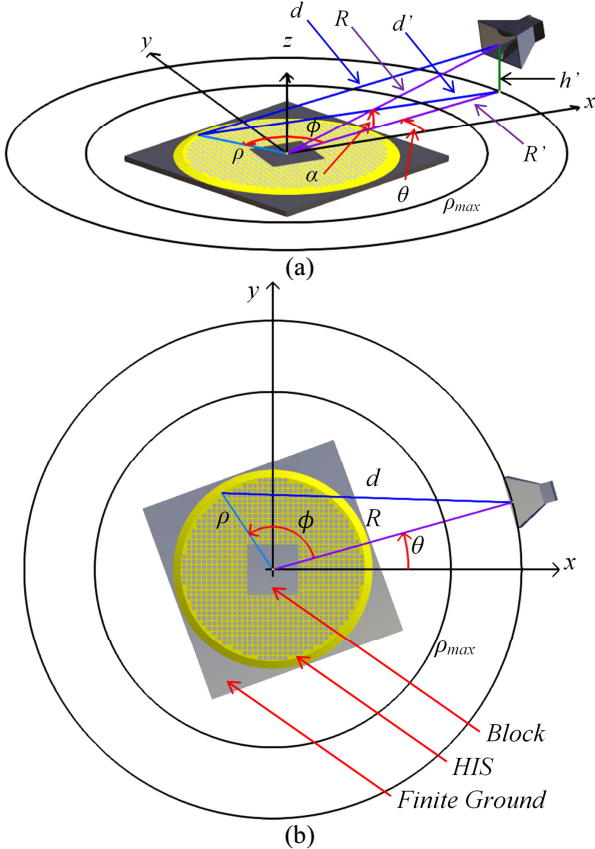 d R d’
y z
h’
x
ϕ
ρ R’
α θ
ρmax
(a)
y
d
ρ ϕ R
θ x
ρmax
Block
HIS
Finite Ground
(b)